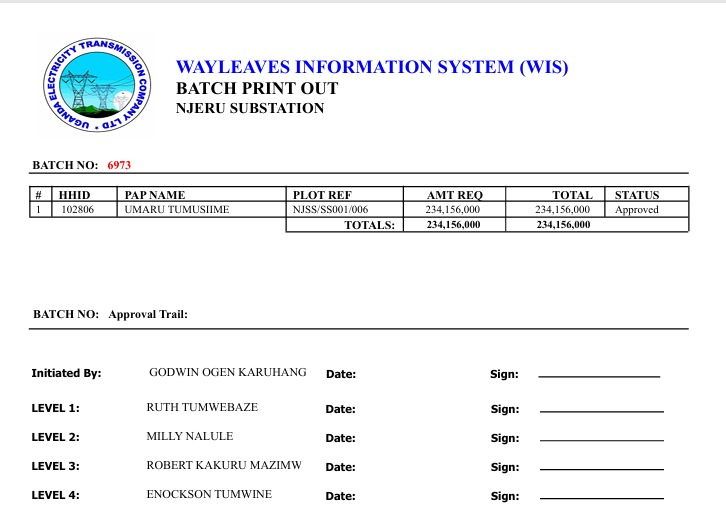 UGANDA ELECTRICITY TRANSMISSION COMPANY LTD
WAYLEAVES INFORMATION SYSTEM (WIS)
BATCH PRINT OUT
NJERU SUBSTATION
BATCH NO: 6973
# HHID PAP NAME PLOT REF AMT REQ TOTAL STATUS
1 102806 UMARU TUMUSIIME NJSS/SS001/006 234,156,000 234,156,000 Approved
TOTALS: 234,156,000 234,156,000
BATCH NO: Approval Trail:
Initiated By: GODWIN OGEN KARUHANG Date: Sign:
LEVEL 1: RUTH TUMWEBAZE Date: Sign:
LEVEL 2: MILLY NALULE Date: Sign:
LEVEL 3: ROBERT KAKURU MAZIMW Date: Sign:
LEVEL 4: ENOCKSON TUMWINE Date: Sign: